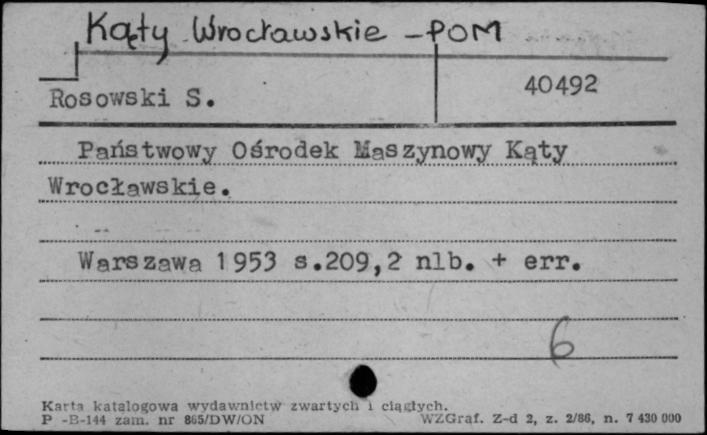 Kąty Wrocławskie - POM
Rosowski S.
40492
Państwowy Ośrodek Maszynowy Kąty
Wrocławskie.
Warszawa 1953 s.209,2 nlb. + err.
6
Karta katalogowa wydawnictw zwartych i ciągłych.
P -B-144 zam. nr 865/DW/ON
WZGraf. Z-d 2, z. 2/86, n. 7 430 000